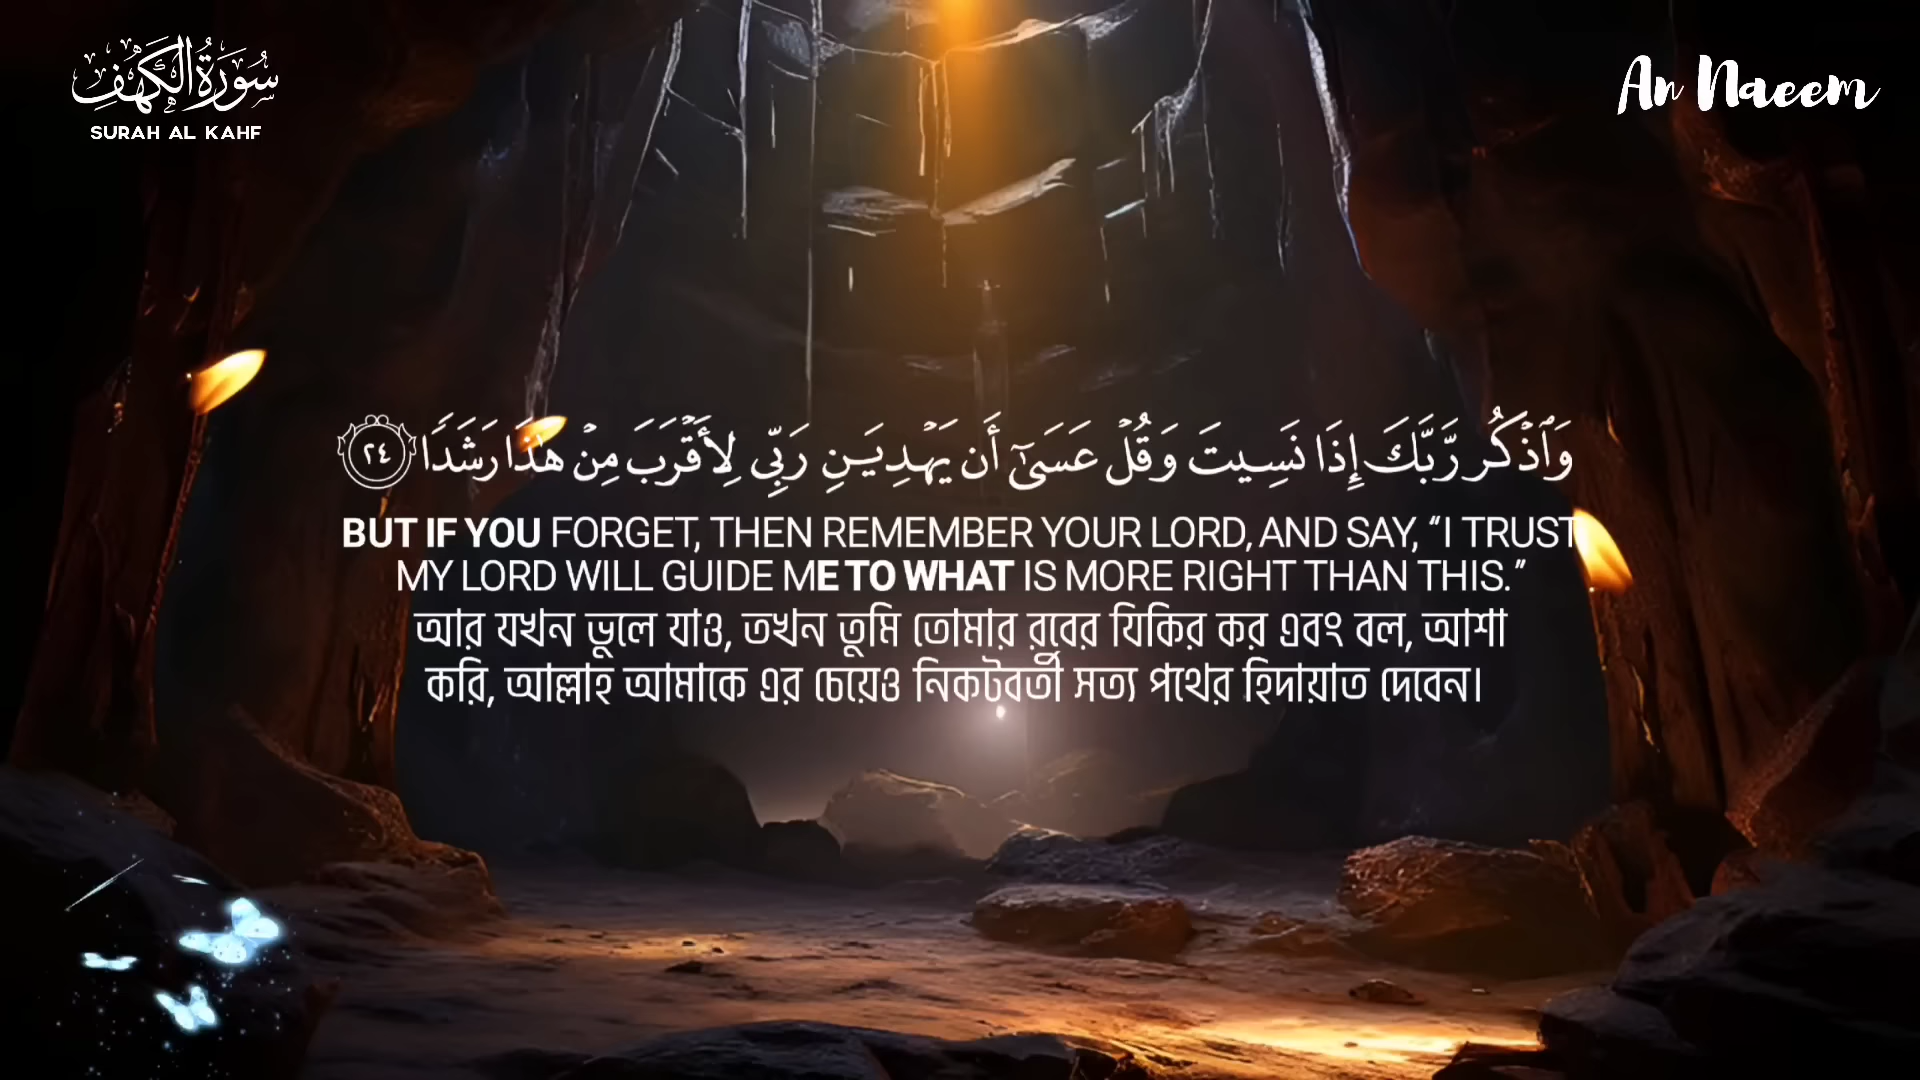 سُورَةُ الْكَهْفِ
SURAH AL KAHF
An Naeem
وَٱذْكُر رَّبَّكَ إِذَا نَسِيتَ وَقُلْ عَسَىٰٓ أَن يَهْدِيَنِ رَبِّى لِأَقْرَبَ مِنْ هَٰذَا رَشَدًا ٢٤
BUT IF YOU FORGET, THEN REMEMBER YOUR LORD, AND SAY, “I TRUST
MY LORD WILL GUIDE ME TO WHAT IS MORE RIGHT THAN THIS.”
আর যখন ভুলে যাও, তখন তুমি তোমার রবের যিকির কর এবং বল, আশা
করি, আল্লাহ আমাকে এর চেয়েও নিকটবর্তী সত্য পথের হিদায়াত দেবেন।